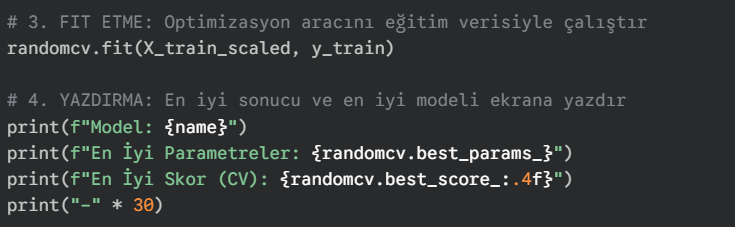 # 3. FIT ETME: Optimizasyon aracını eğitim verisiyle çalıştır
randomcv.fit(X_train_scaled, y_train)
# 4. YAZDIRMA: En iyi sonucu ve en iyi modeli ekrana yazdır
print(f"Model: {name}")
print(f"En İyi Parametreler: {randomcv.best_params_}")
print(f"En İyi Skor (CV): {randomcv.best_score_:.4f}")
print("-" * 30)